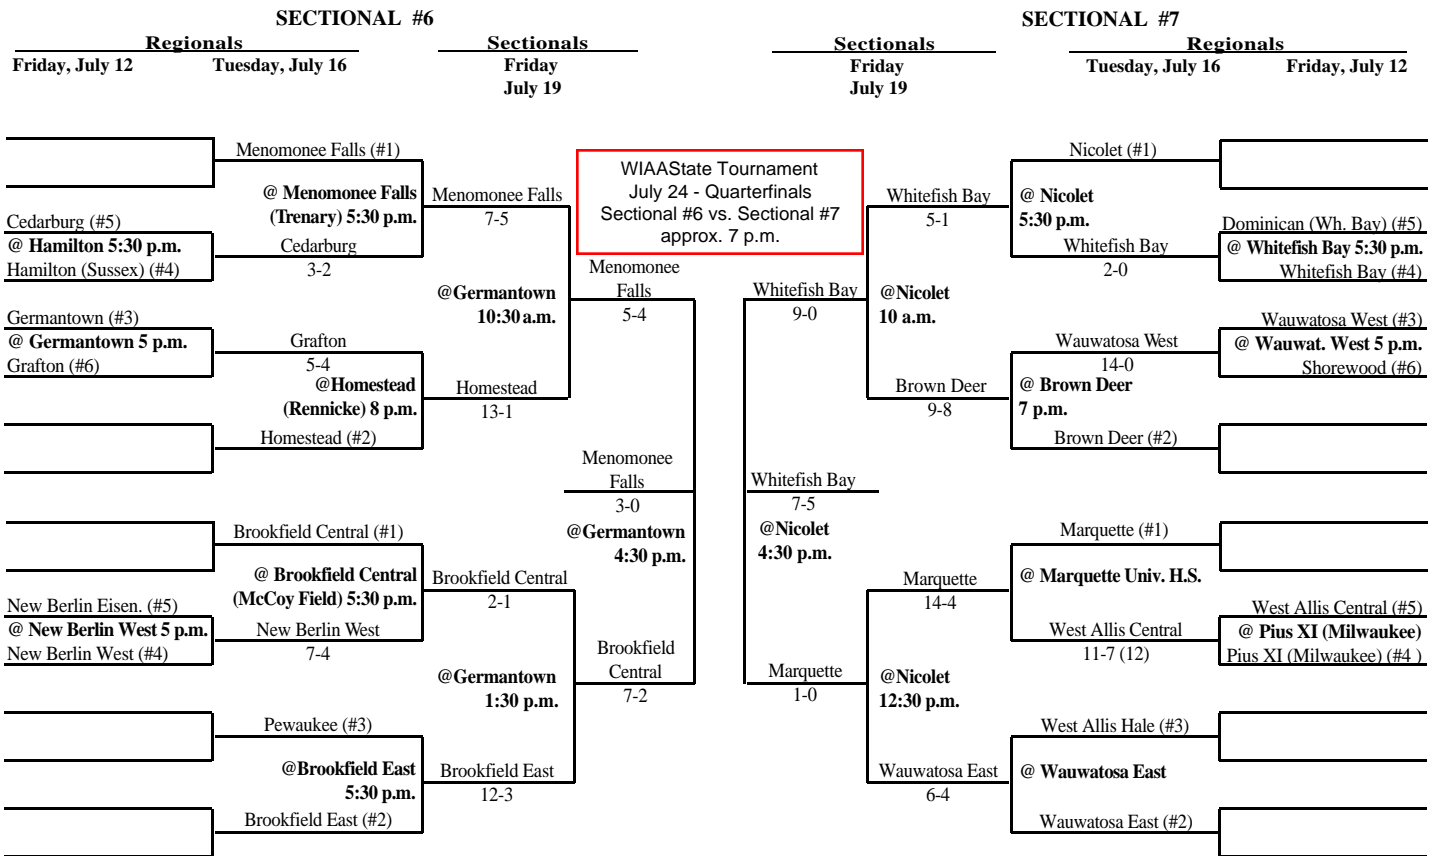 SECTIONAL #6
Regionals
Sectionals
Friday, July 12
Tuesday, July 16
Friday
July 19
Menomonee Falls (#1)
@ Menomonee Falls
(Trenary) 5:30 p.m.
Cedarburg (#5)
@ Hamilton 5:30 p.m.
Hamilton (Sussex) (#4)
Cedarburg
3-2
Menomonee Falls
7-5
Germantown (#3)
@ Germantown 5 p.m.
Grafton (#6)
Grafton
5-4
@Homestead
(Rennicke) 8 p.m.
Homestead (#2)
Homestead
13-1
@Germantown
10:30 a.m.
Menomonee
Falls
5-4
Menomonee
Falls
3-0
@Germantown
4:30 p.m.
Brookfield Central (#1)
@ Brookfield Central
(McCoy Field) 5:30 p.m.
New Berlin Eisen. (#5)
@ New Berlin West 5 p.m.
New Berlin West (#4)
New Berlin West
7-4
Brookfield Central
2-1
@Germantown
1:30 p.m.
Brookfield
Central
7-2
Pewaukee (#3)
@Brookfield East
5:30 p.m.
Brookfield East (#2)
Brookfield East
12-3
WIAAState Tournament
July 24 - Quarterfinals
Sectional #6 vs. Sectional #7
approx. 7 p.m.
SECTIONAL #7
Sectionals
Regionals
Friday
July 19
Tuesday, July 16
Friday, July 12
Nicolet (#1)
@ Nicolet
5:30 p.m.
Whitefish Bay
5-1
Dominican (Wh. Bay) (#5)
@ Whitefish Bay 5:30 p.m.
Whitefish Bay (#4)
Whitefish Bay
2-0
Whitefish Bay
9-0
@Nicolet
10 a.m.
Wauwatosa West (#3)
@ Wauwat. West 5 p.m.
Shorewood (#6)
Wauwatosa West
14-0
@ Brown Deer
7 p.m.
Brown Deer (#2)
Brown Deer
9-8
Whitefish Bay
7-5
@Nicolet
4:30 p.m.
Marquette (#1)
@ Marquette Univ. H.S.
Marquette
14-4
West Allis Central (#5)
@ Pius XI (Milwaukee)
Pius XI (Milwaukee) (#4 )
West Allis Central
11-7 (12)
Marquette
1-0
@Nicolet
12:30 p.m.
West Allis Hale (#3)
@ Wauwatosa East
Wauwatosa East (#2)
Wauwatosa East
6-4